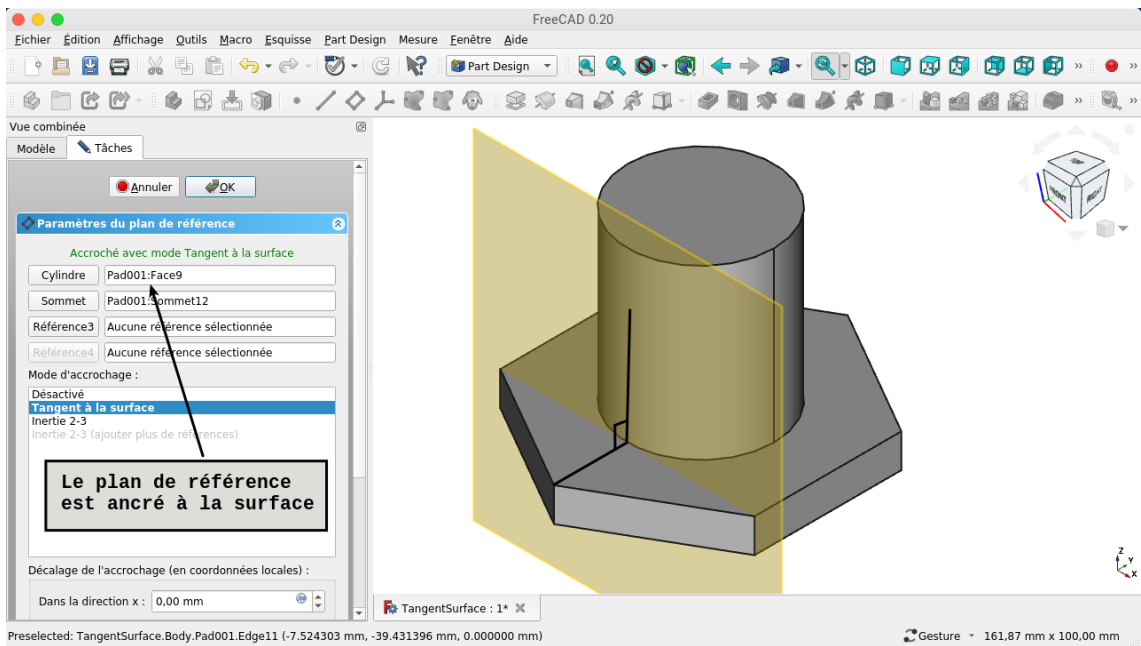 FreeCAD 0.20
Fichier Édition Affichage Outils Macro Esquisse Part Design Mesure Fenêtre Aide
Part Design
Vue combinée
Modèle Tâches
Annuler OK
Paramètres du plan de référence
Accroché avec mode Tangent à la surface
Cylindre Pad001:Face9
Sommet Pad001:Sommet12
Référence3 Aucune référence sélectionnée
Référence4 Aucune référence sélectionnée
Mode d'accrochage :
Désactivé
Tangent à la surface
Inertie 2-3
Inertie 2-3 (ajouter plus de références)
Le plan de référence
est ancré à la surface
Décalage de l'accrochage (en coordonnées locales) :
Dans la direction x : 0,00 mm
FRONT RIGHT
Z
Y
X
TangentSurface : 1*
Preselected: TangentSurface.Body.Pad001.Edge11 (-7.524303 mm, -39.431396 mm, 0.000000 mm)
Gesture 161,87 mm x 100,00 mm